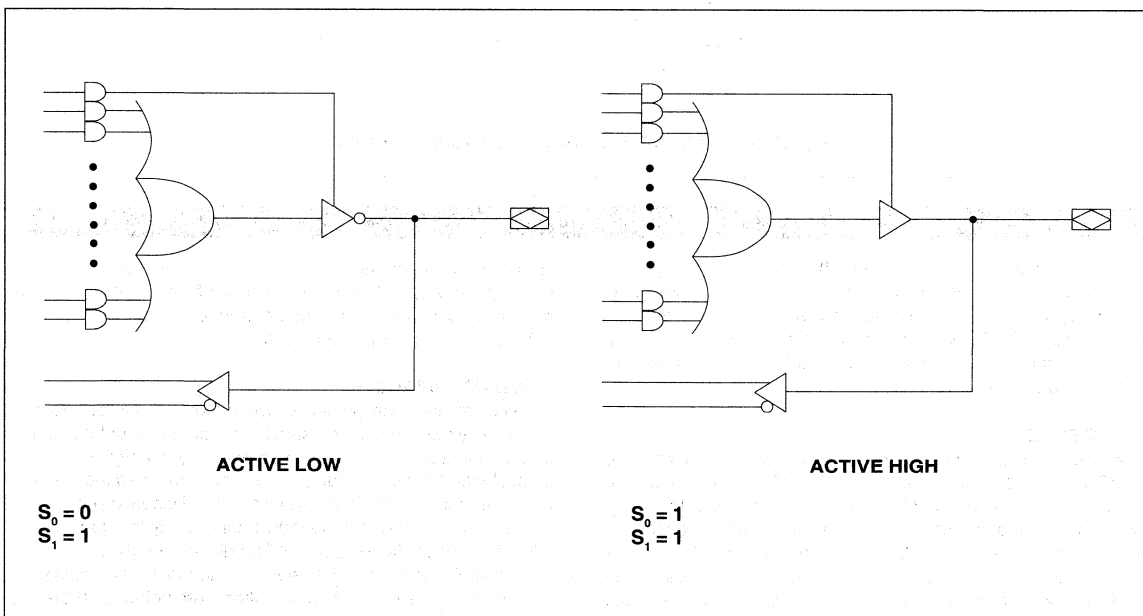 ACTIVE LOW
S₀ = 0
S₁ = 1
ACTIVE HIGH
S₀ = 1
S₁ = 1